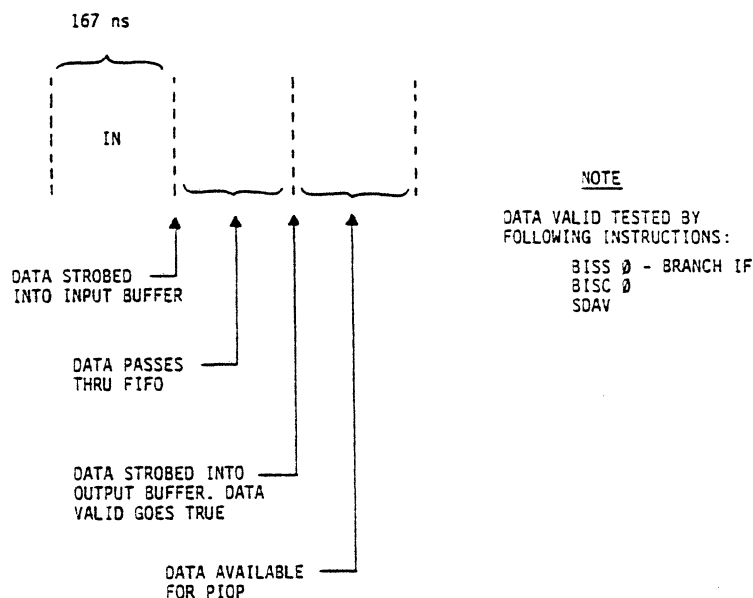 167 ns
IN
NOTE
DATA VALID TESTED BY
FOLLOWING INSTRUCTIONS:
BISS Ø - BRANCH IF
BISC Ø
SDAV
DATA STROBED
INTO INPUT BUFFER
DATA PASSES
THRU FIFO
DATA STROBED INTO
OUTPUT BUFFER. DATA
VALID GOES TRUE
DATA AVAILABLE
FOR PIOP